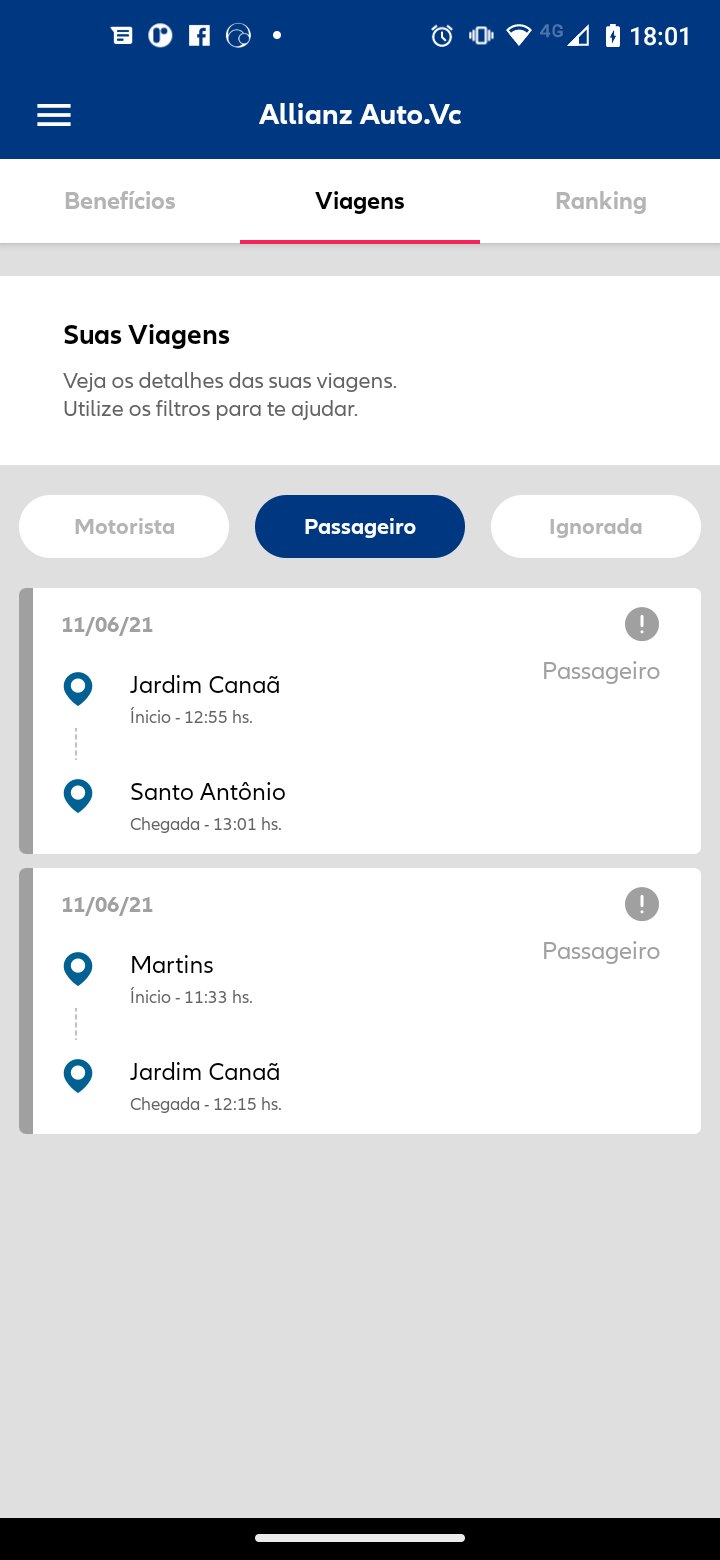 4G 18:01
Allianz Auto.Vc
Benefícios Viagens Ranking
Suas Viagens
Veja os detalhes das suas viagens.
Utilize os filtros para te ajudar.
Motorista Passageiro Ignorada
11/06/21
Passageiro
Jardim Canaã
Ínicio - 12:55 hs.
Santo Antônio
Chegada - 13:01 hs.
11/06/21
Passageiro
Martins
Ínicio - 11:33 hs.
Jardim Canaã
Chegada - 12:15 hs.